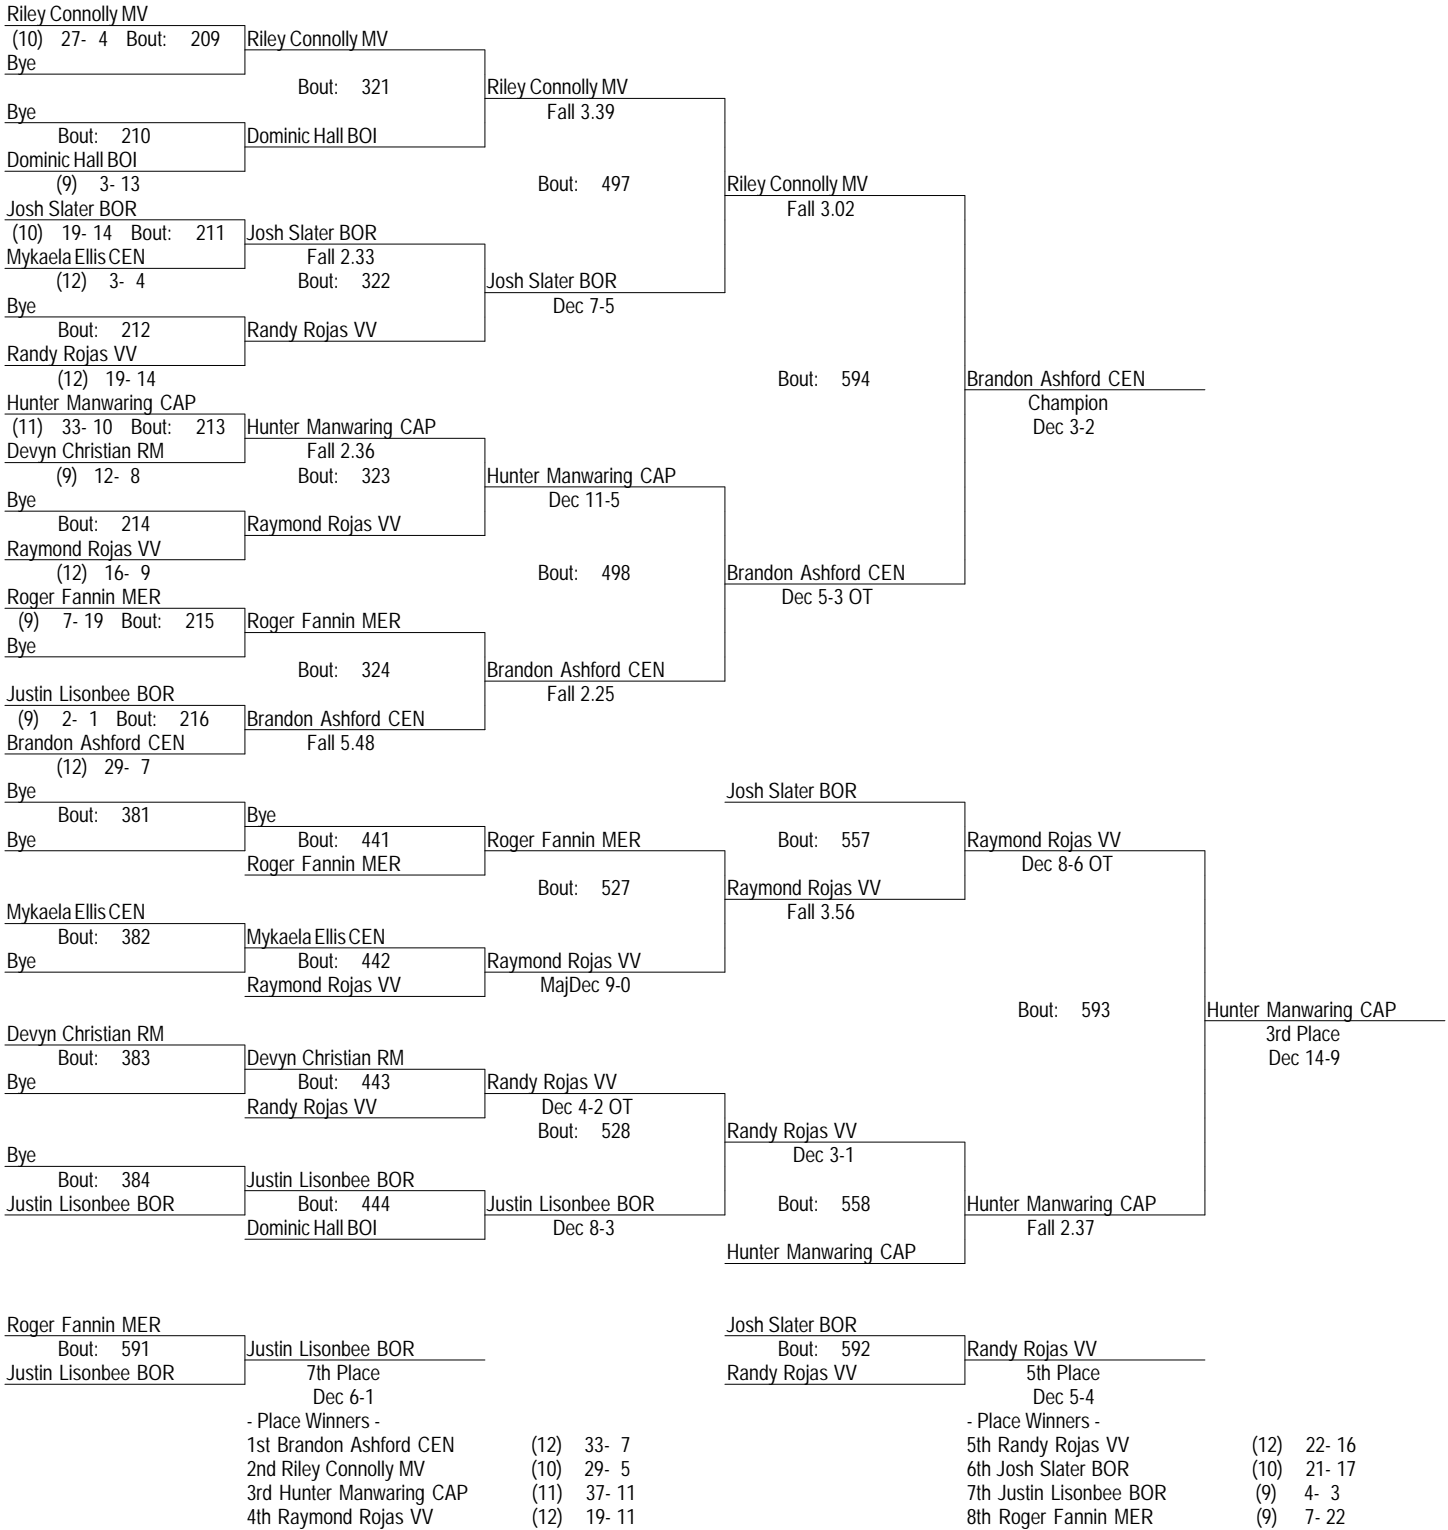 Riley Connolly MV
(10) 27- 4 Bout: 209 Riley Connolly MV
Bye
Bout: 321 Riley Connolly MV
Bye Fall 3.39
Bout: 210 Dominic Hall BOI
Dominic Hall BOI
(9) 3- 13 Bout: 497 Riley Connolly MV
Josh Slater BOR Fall 3.02
(10) 19- 14 Bout: 211 Josh Slater BOR
Mykaela Ellis CEN Fall 2.33
(12) 3- 4 Bout: 322 Josh Slater BOR
Bye Dec 7-5
Bout: 212 Randy Rojas VV
Randy Rojas VV
(12) 19- 14 Bout: 594 Brandon Ashford CEN
Hunter Manwaring CAP Champion
(11) 33- 10 Bout: 213 Hunter Manwaring CAP Dec 3-2
Devyn Christian RM Fall 2.36
(9) 12- 8 Bout: 323 Hunter Manwaring CAP
Bye Dec 11-5
Bout: 214 Raymond Rojas VV
Raymond Rojas VV
(12) 16- 9 Bout: 498 Brandon Ashford CEN
Roger Fannin MER Dec 5-3 OT
(9) 7- 19 Bout: 215 Roger Fannin MER
Bye
Bout: 324 Brandon Ashford CEN
Justin Lisonbee BOR Fall 2.25
(9) 2- 1 Bout: 216 Brandon Ashford CEN
Brandon Ashford CEN Fall 5.48
(12) 29- 7
Bye Josh Slater BOR
Bout: 381 Bye
Bye Bout: 441 Roger Fannin MER Bout: 557 Raymond Rojas VV
Roger Fannin MER Dec 8-6 OT
Bout: 527 Raymond Rojas VV
Mykaela Ellis CEN Fall 3.56
Bout: 382 Mykaela Ellis CEN
Bye Bout: 442 Raymond Rojas VV
Raymond Rojas VV MajDec 9-0
Bout: 593 Hunter Manwaring CAP
Devyn Christian RM 3rd Place
Bout: 383 Devyn Christian RM Dec 14-9
Bye Bout: 443 Randy Rojas VV
Randy Rojas VV Dec 4-2 OT
Bout: 528 Randy Rojas VV
Bye Dec 3-1
Bout: 384 Justin Lisonbee BOR
Justin Lisonbee BOR Bout: 444 Justin Lisonbee BOR Bout: 558 Hunter Manwaring CAP
Dominic Hall BOI Dec 8-3 Fall 2.37
Hunter Manwaring CAP
Roger Fannin MER Josh Slater BOR
Bout: 591 Justin Lisonbee BOR Bout: 592 Randy Rojas VV
Justin Lisonbee BOR 7th Place Randy Rojas VV 5th Place
Dec 6-1 Dec 5-4
- Place Winners - - Place Winners -
1st Brandon Ashford CEN (12) 33- 7 5th Randy Rojas VV (12) 22- 16
2nd Riley Connolly MV (10) 29- 5 6th Josh Slater BOR (10) 21- 17
3rd Hunter Manwaring CAP (11) 37- 11 7th Justin Lisonbee BOR (9) 4- 3
4th Raymond Rojas VV (12) 19- 11 8th Roger Fannin MER (9) 7- 22